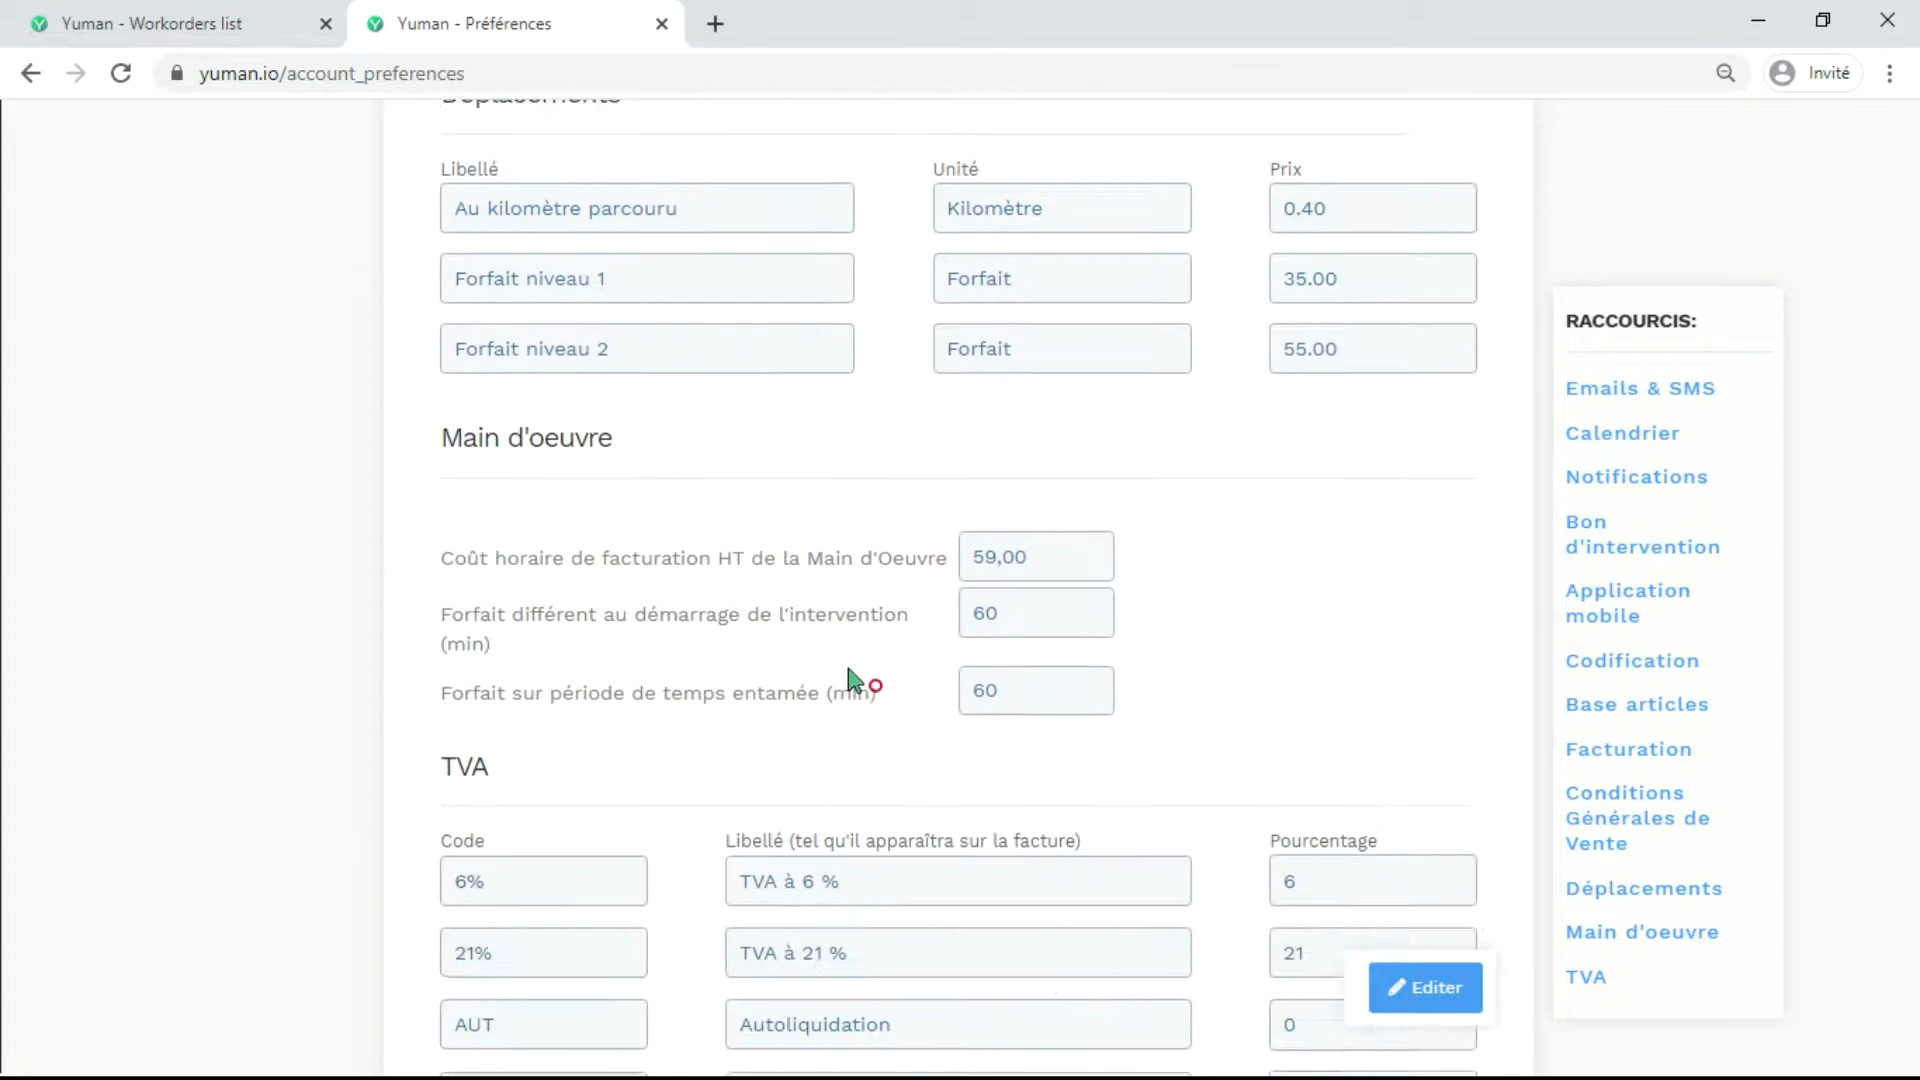 Yuman - Workorders list
Yuman - Préférences
yuman.io/account_preferences
Invité
Déplacements
Libellé
Unité
Prix
Au kilomètre parcouru
Kilomètre
0.40
Forfait niveau 1
Forfait
35.00
Forfait niveau 2
Forfait
55.00
Main d'oeuvre
Coût horaire de facturation HT de la Main d'Oeuvre
59,00
Forfait différent au démarrage de l'intervention
(min)
60
Forfait sur période de temps entamée (min)
60
TVA
Code
Libellé (tel qu'il apparaîtra sur la facture)
Pourcentage
6%
TVA à 6 %
6
21%
TVA à 21 %
21
AUT
Autoliquidation
0
Editer
RACCOURCIS:
Emails & SMS
Calendrier
Notifications
Bon
d'intervention
Application
mobile
Codification
Base articles
Facturation
Conditions
Générales de
Vente
Déplacements
Main d'oeuvre
TVA